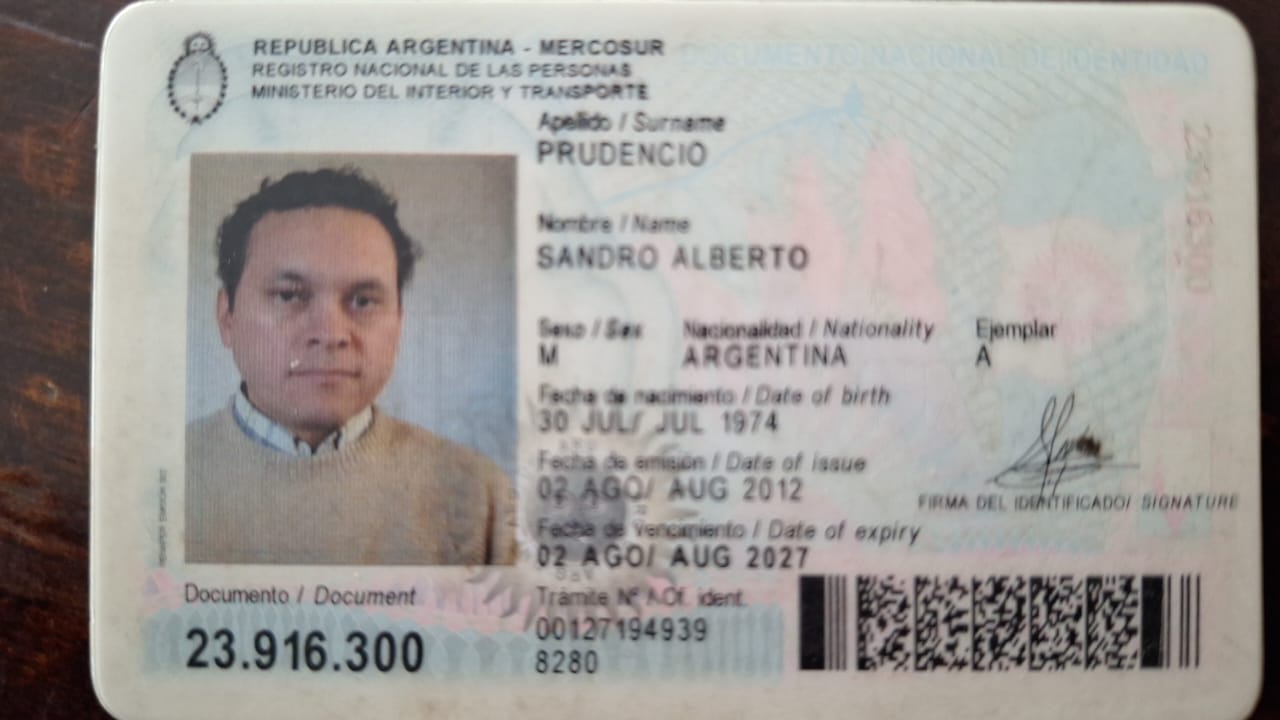 REPUBLICA ARGENTINA - MERCOSUR
REGISTRO NACIONAL DE LAS PERSONAS
MINISTERIO DEL INTERIOR Y TRANSPORTE
DOCUMENTO NACIONAL DE IDENTIDAD
Apellido / Surname
PRUDENCIO
Nombre / Name
SANDRO ALBERTO
Sexo / Sex Nacionalidad / Nationality Ejemplar
M ARGENTINA A
Fecha de nacimiento / Date of birth
30 JUL/ JUL 1974
Fecha de emisión / Date of issue
02 AGO/ AUG 2012
FIRMA DEL IDENTIFICADO/ SIGNATURE
Fecha de vencimiento / Date of expiry
02 AGO/ AUG 2027
Documento / Document
23.916.300
Trámite Nº / Of. ident.
00127194939
8280
23916300